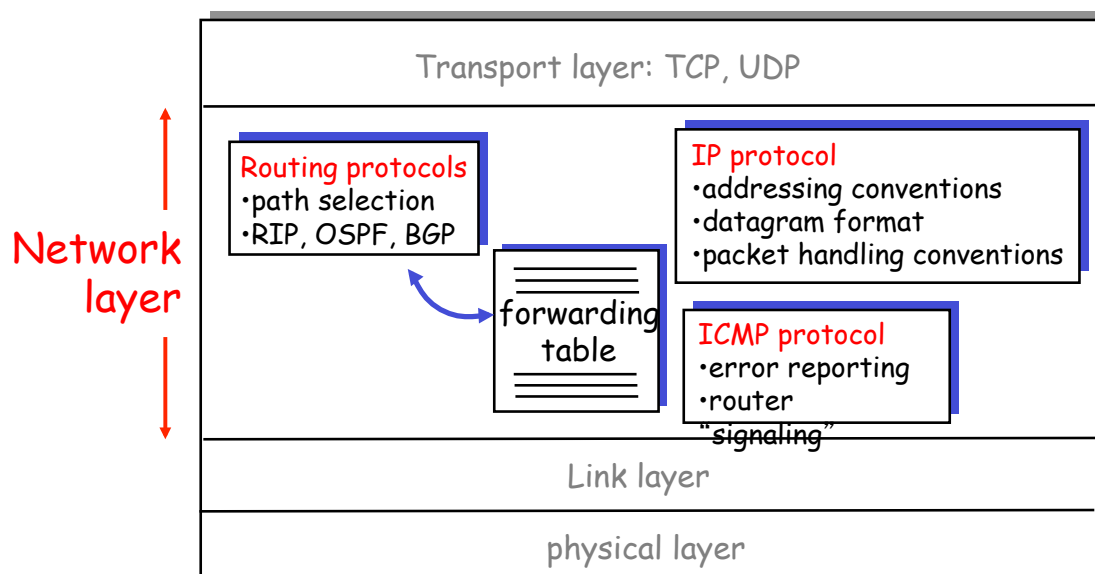 Transport layer: TCP, UDP
Network
layer
Routing protocols
•path selection
•RIP, OSPF, BGP
forwarding
table
IP protocol
•addressing conventions
•datagram format
•packet handling conventions
ICMP protocol
•error reporting
•router
“signaling”
Link layer
physical layer